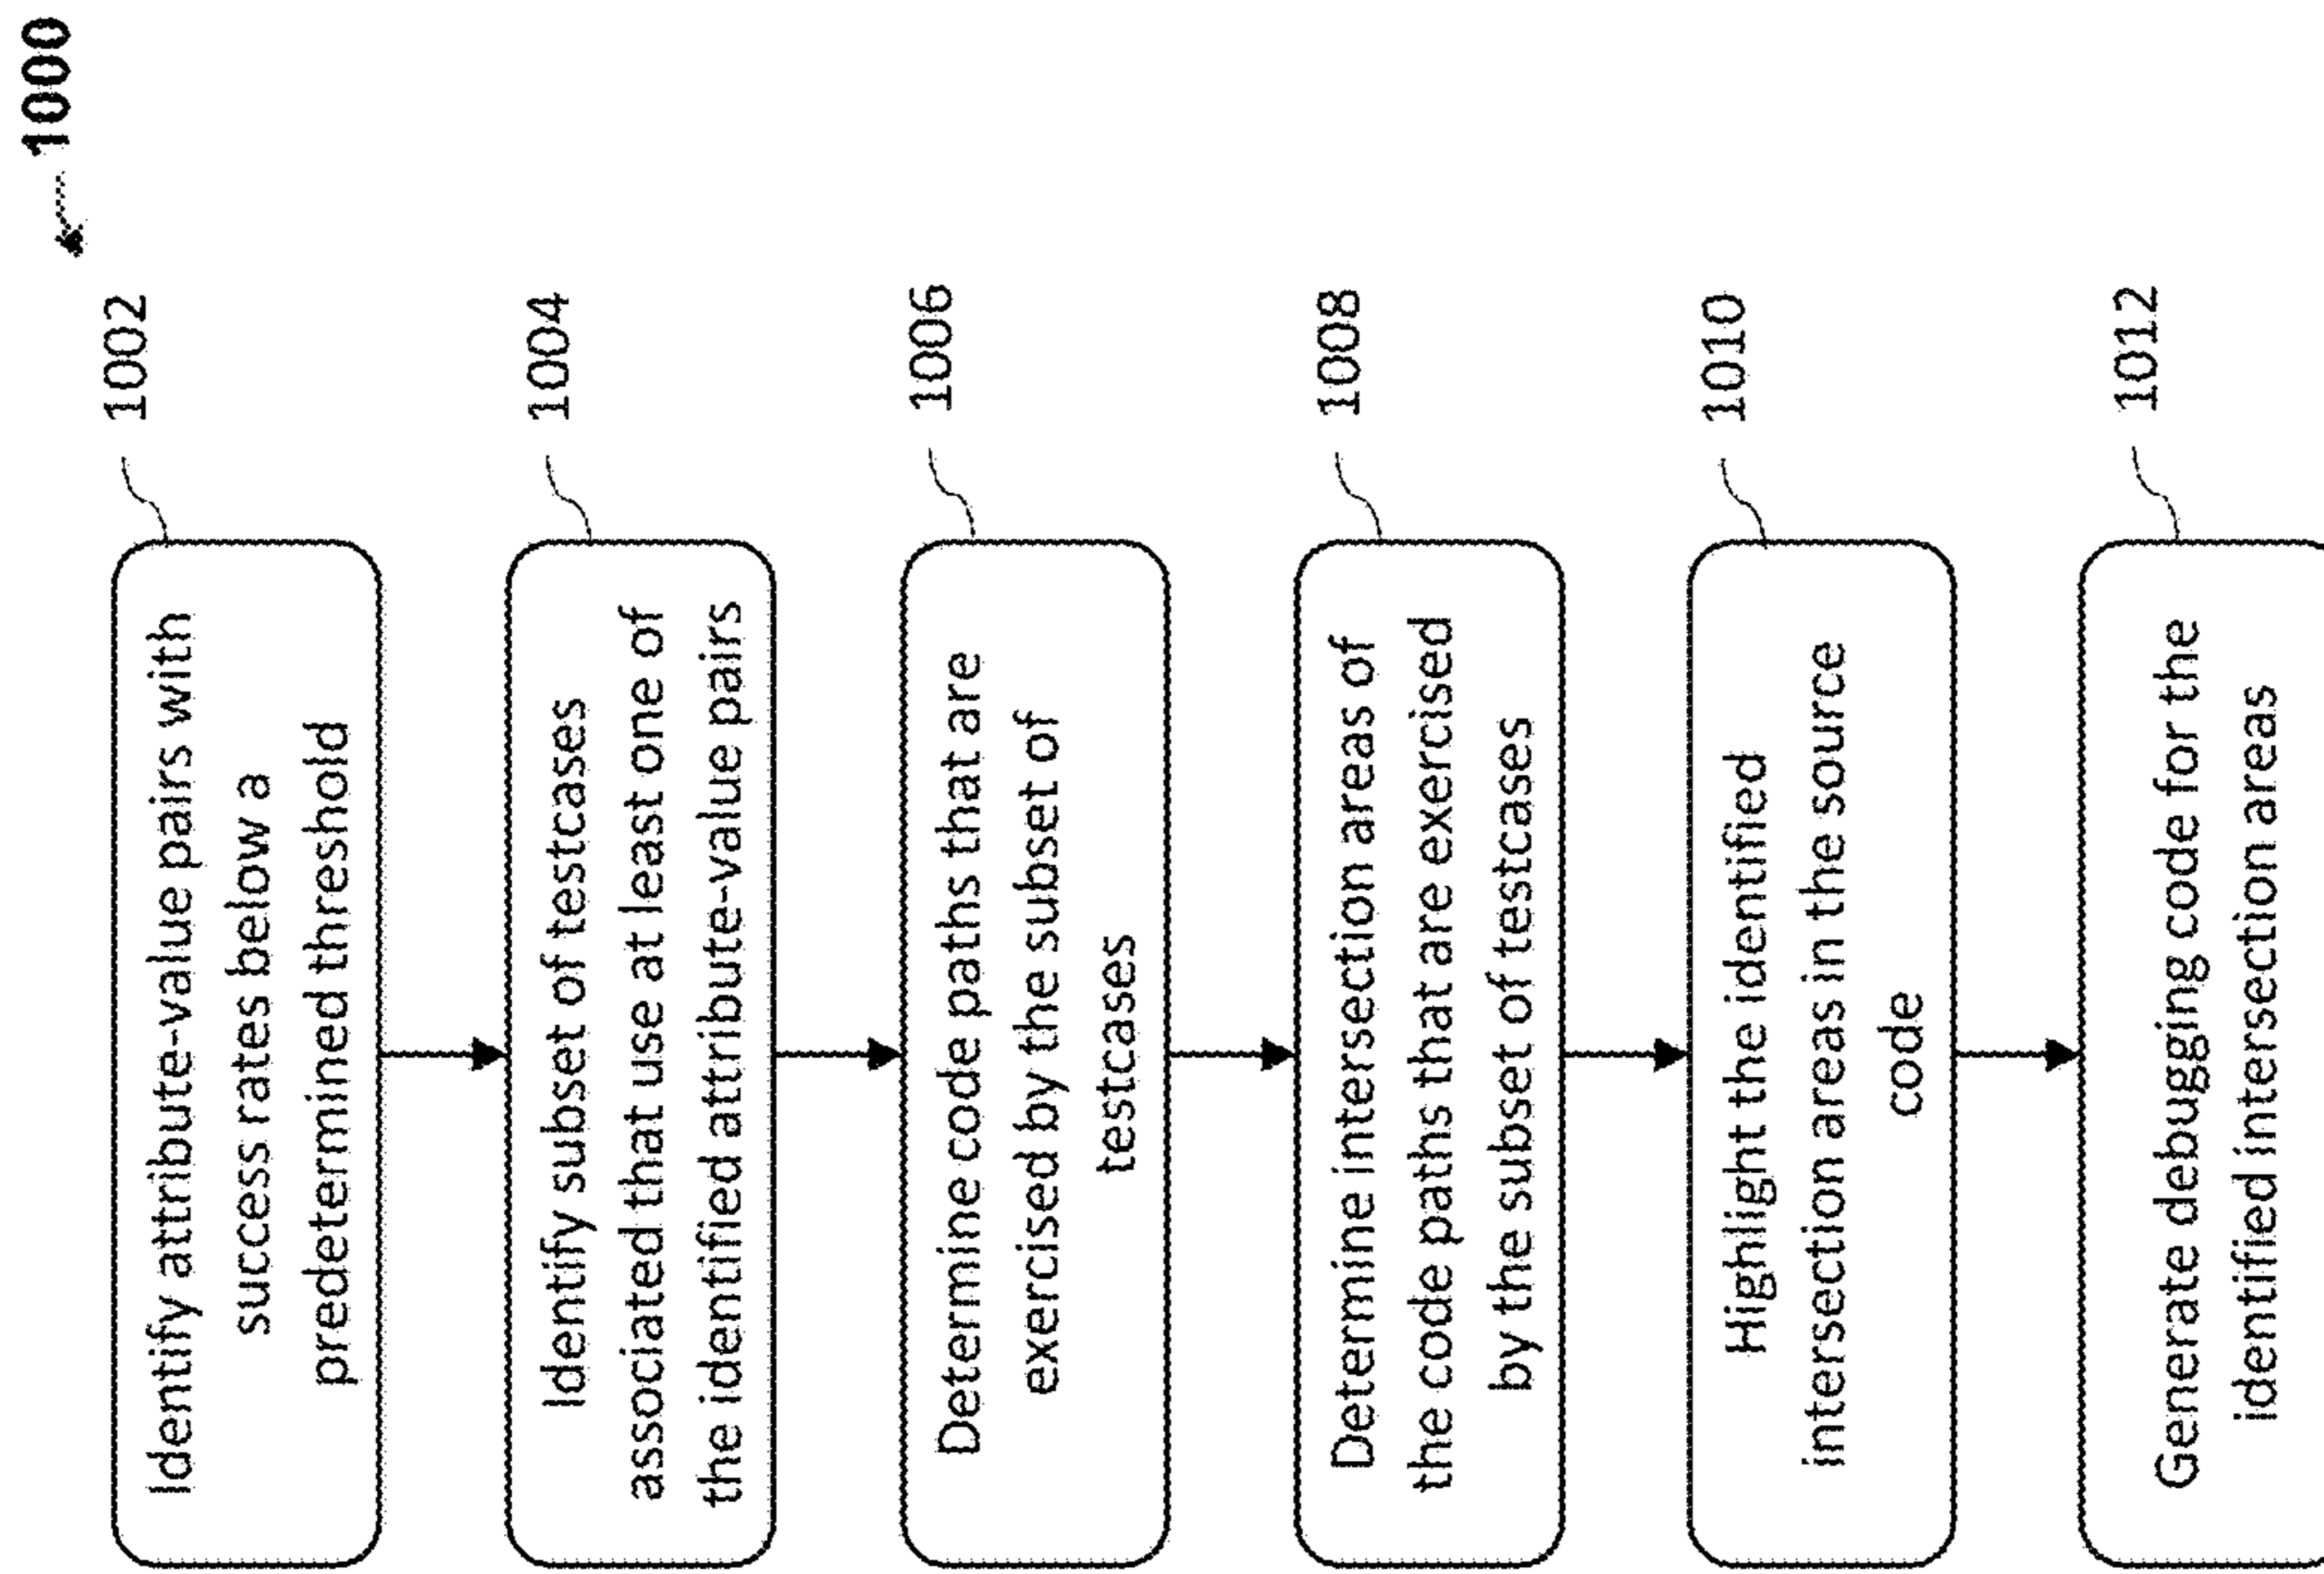 1000
1002
Identify attribute-value pairs with
success rates below a
predetermined threshold
1004
Identify subset of testcases
associated that use at least one of
the identified attribute-value pairs
1006
Determine code paths that are
exercised by the subset of
testcases
1008
Determine intersection areas of
the code paths that are exercised
by the subset of testcases
1010
Highlight the identified
intersection areas in the source
code
1012
Generate debugging code for the
identified intersection areas